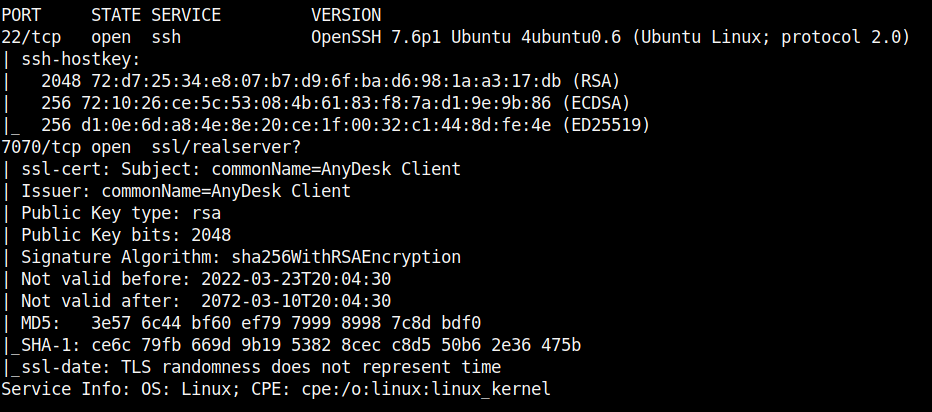 PORT     STATE SERVICE         VERSION
22/tcp   open  ssh             OpenSSH 7.6p1 Ubuntu 4ubuntu0.6 (Ubuntu Linux; protocol 2.0)
| ssh-hostkey:
|   2048 72:d7:25:34:e8:07:b7:d9:6f:ba:d6:98:1a:a3:17:db (RSA)
|   256 72:10:26:ce:5c:53:08:4b:61:83:f8:7a:d1:9e:9b:86 (ECDSA)
|_  256 d1:0e:6d:a8:4e:8e:20:ce:1f:00:32:c1:44:8d:fe:4e (ED25519)
7070/tcp open  ssl/realserver?
| ssl-cert: Subject: commonName=AnyDesk Client
| Issuer: commonName=AnyDesk Client
| Public Key type: rsa
| Public Key bits: 2048
| Signature Algorithm: sha256WithRSAEncryption
| Not valid before: 2022-03-23T20:04:30
| Not valid after:  2072-03-10T20:04:30
| MD5:   3e57 6c44 bf60 ef79 7999 8998 7c8d bdf0
|_SHA-1: ce6c 79fb 669d 9b19 5382 8cec c8d5 50b6 2e36 475b
|_ssl-date: TLS randomness does not represent time
Service Info: OS: Linux; CPE: cpe:/o:linux:linux_kernel